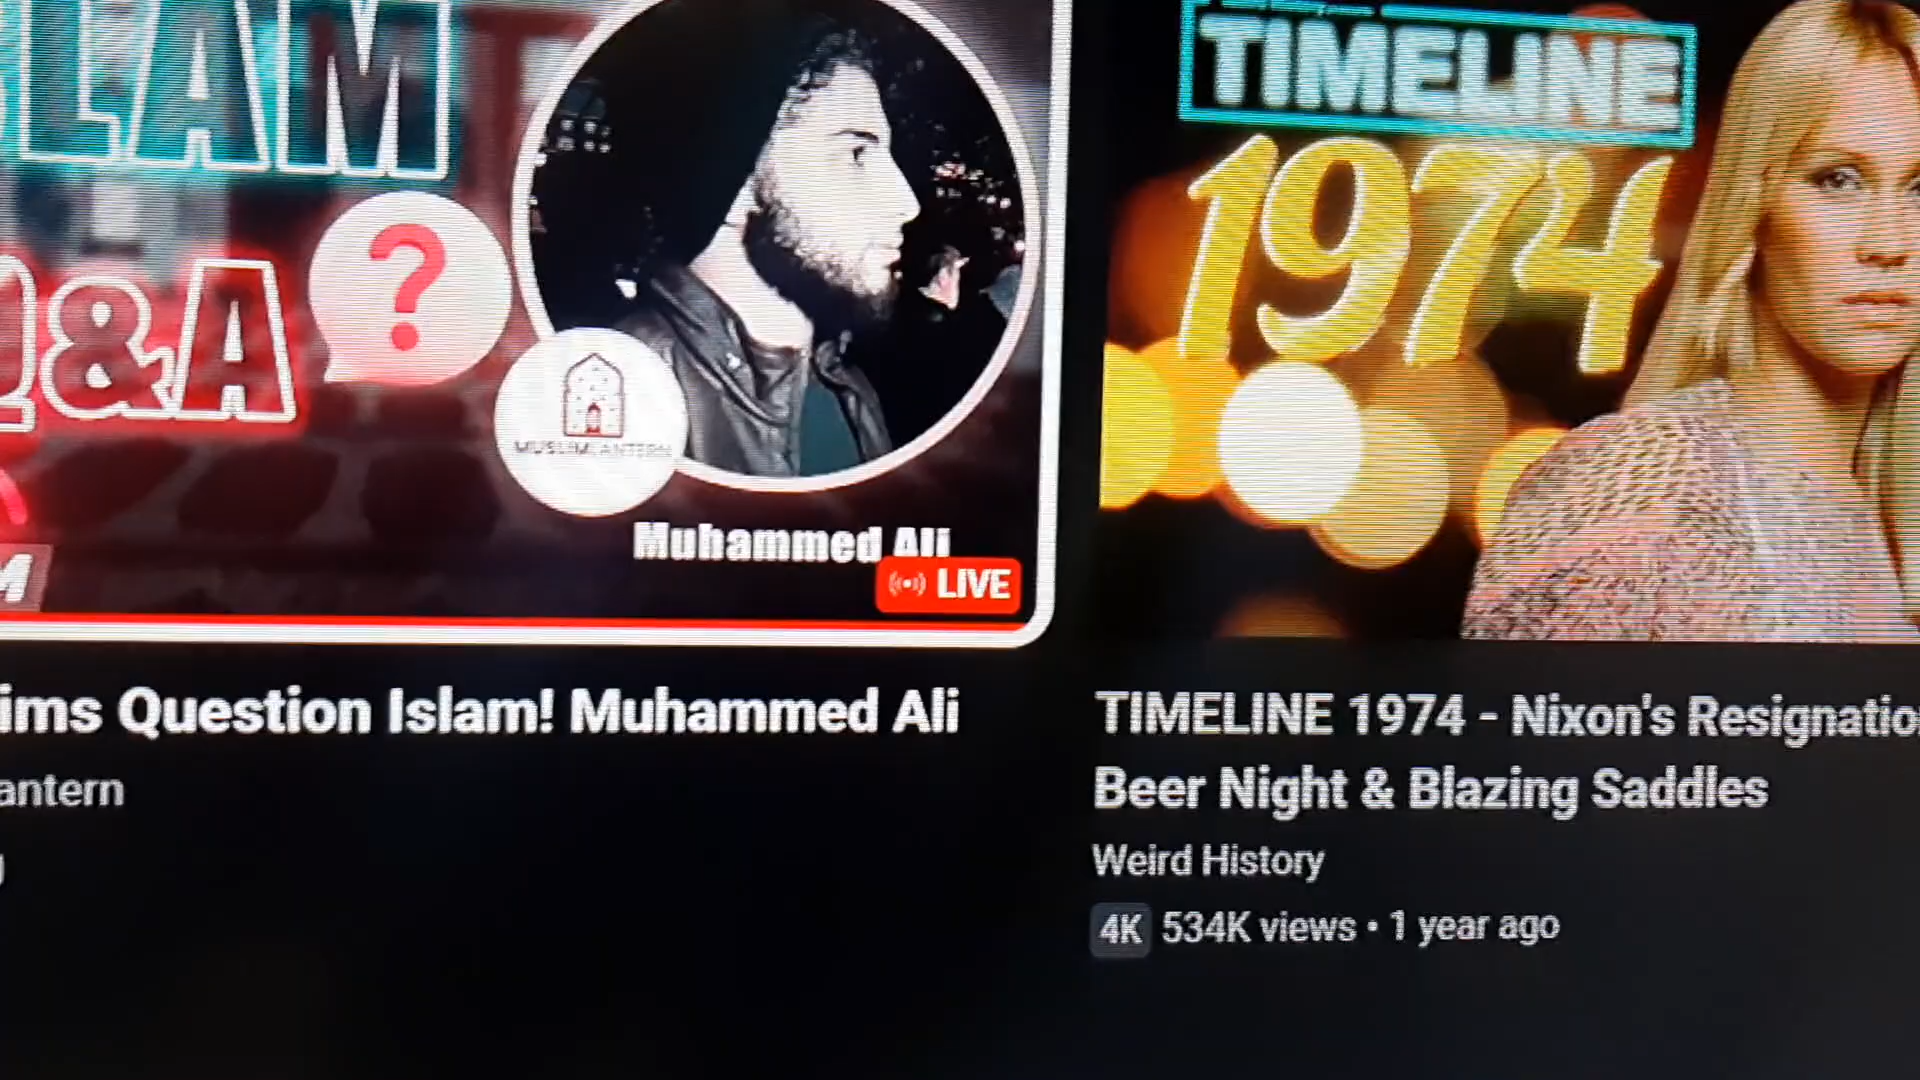 LAM
&A
?
MUSLIMLANTERN
Muhammed Ali
LIVE
M
ims Question Islam! Muhammed Ali
antern
TIMELINE
1974
TIMELINE 1974 - Nixon's Resignatio
Beer Night & Blazing Saddles
Weird History
4K 534K views • 1 year ago